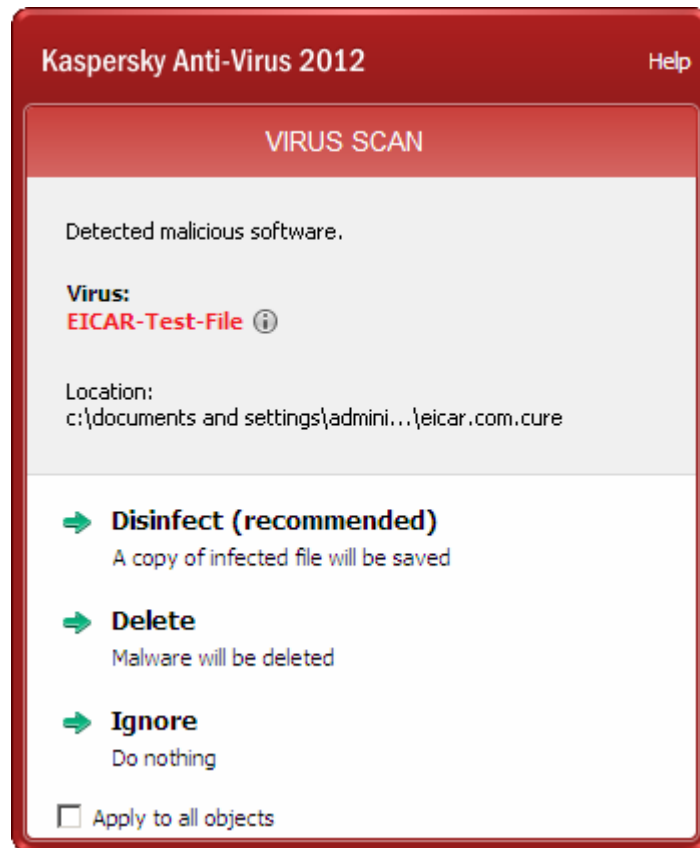 Kaspersky Anti-Virus 2012
Help
VIRUS SCAN
Detected malicious software.
Virus:
EICAR-Test-File
Location:
c:\documents and settings\admini...\eicar.com.cure
Disinfect (recommended)
A copy of infected file will be saved
Delete
Malware will be deleted
Ignore
Do nothing
Apply to all objects